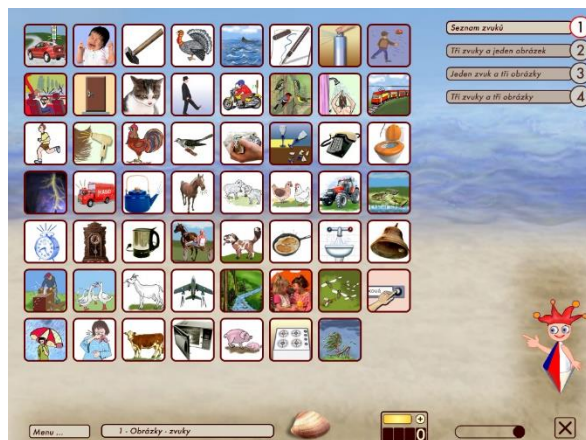 Seznam zvuků
1
Tři zvuky a jeden obrázek
2
Jeden zvuk a tři obrázky
3
Tři zvuky a tři obrázky
4
Menu ...
1 - Obrázky - zvuky
0